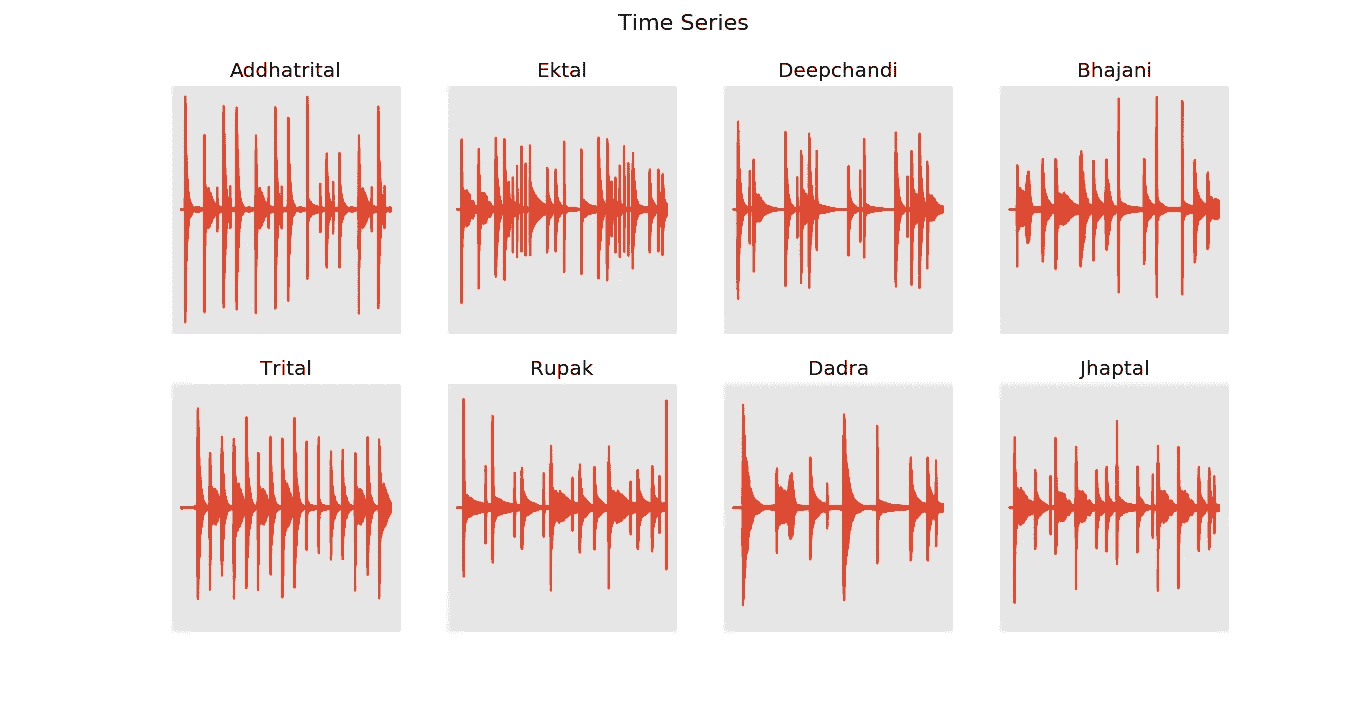 Time Series
Addhatrital
Ektal
Deepchandi
Bhajani
Trital
Rupak
Dadra
Jhaptal